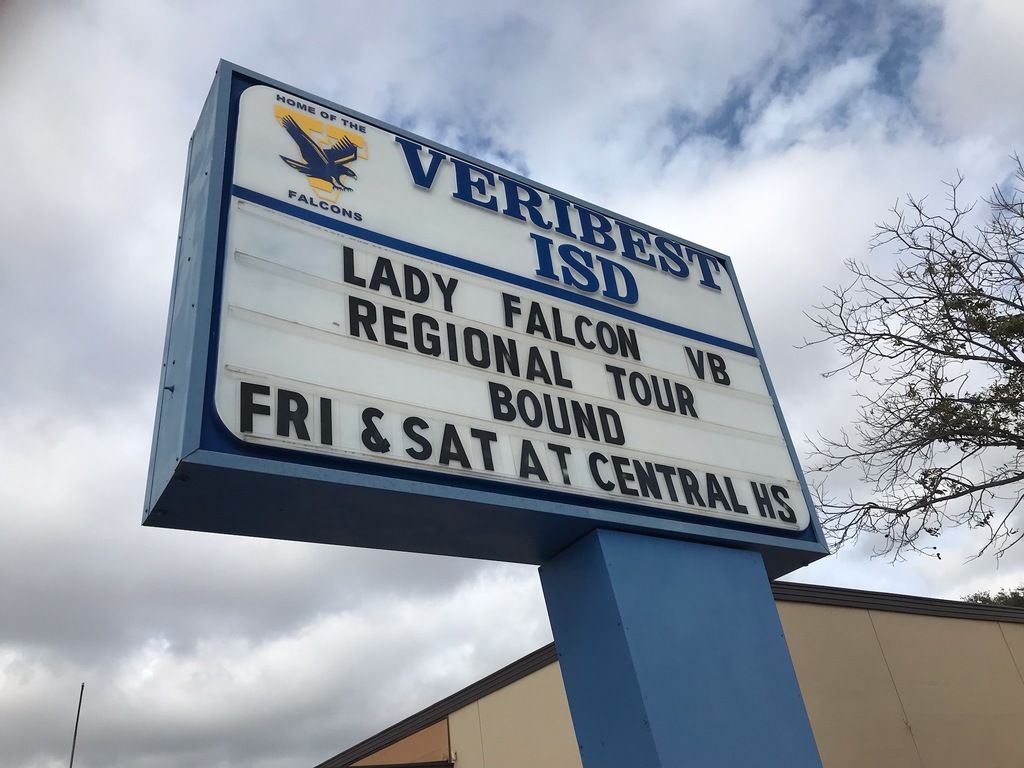 HOME OF THE
FALCONS
VERIBEST
ISD
LADY FALCON VB
REGIONAL TOUR
BOUND
FRI & SAT AT CENTRAL HS